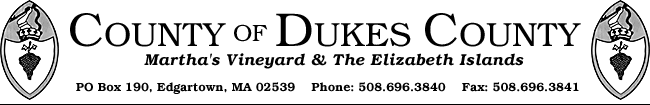 COUNTY OF DUKES COUNTY
Martha's Vineyard & The Elizabeth Islands
PO Box 190, Edgartown, MA 02539 Phone: 508.696.3840 Fax: 508.696.3841